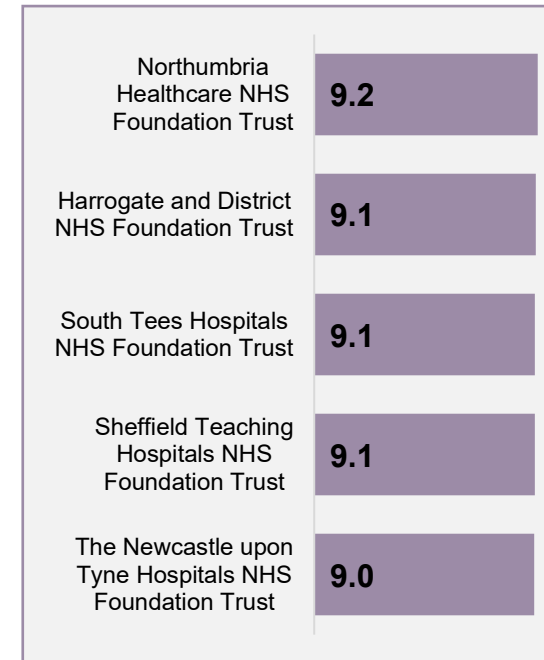 Northumbria
Healthcare NHS
Foundation Trust
9.2
Harrogate and District
NHS Foundation Trust
9.1
South Tees Hospitals
NHS Foundation Trust
9.1
Sheffield Teaching
Hospitals NHS
Foundation Trust
9.1
The Newcastle upon
Tyne Hospitals NHS
Foundation Trust
9.0